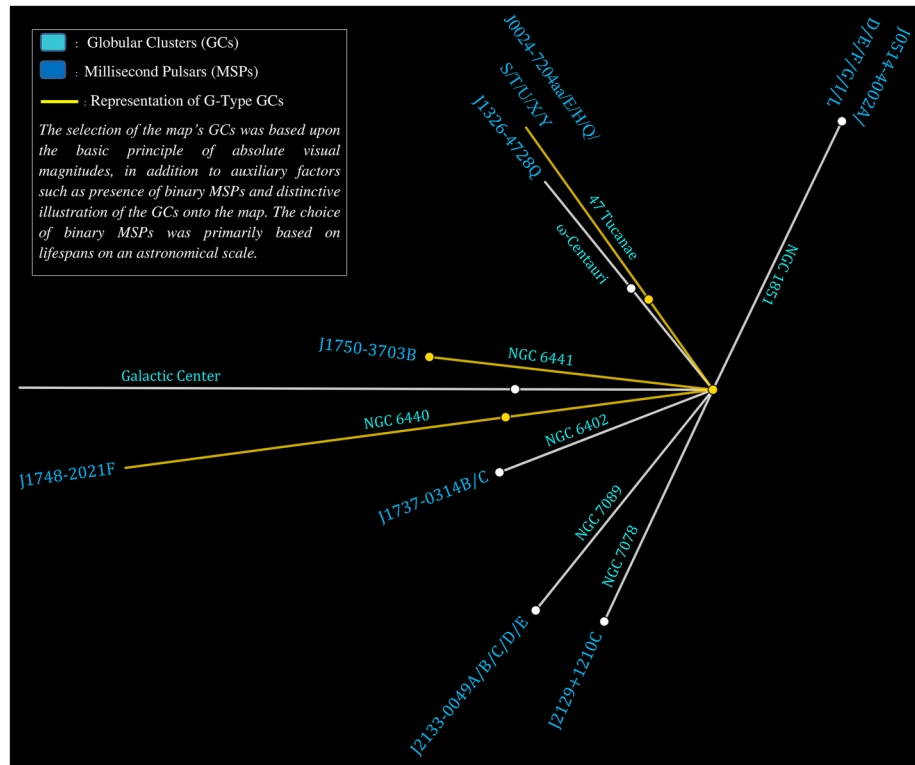 : Globular Clusters (GCs)
: Millisecond Pulsars (MSPs)
: Representation of G-Type GCs
The selection of the map's GCs was based upon
the basic principle of absolute visual
magnitudes, in addition to auxiliary factors
such as presence of binary MSPs and distinctive
illustration of the GCs onto the map. The choice
of binary MSPs was primarily based on
lifespans on an astronomical scale.
J0024-7204aa/E/H/Q/
S/T/U/X/Y
J1326-4728Q
47 Tucanae
ω-Centauri
J0514-4002A/
D/E/F/G/I/L
NGC 1851
J1750-3703B
NGC 6441
Galactic Center
NGC 6440
J1748-2021F
NGC 6402
J1737-0314B/C
NGC 7089
J2133-0049A/B/C/D/E
NGC 7078
J2129+1210C